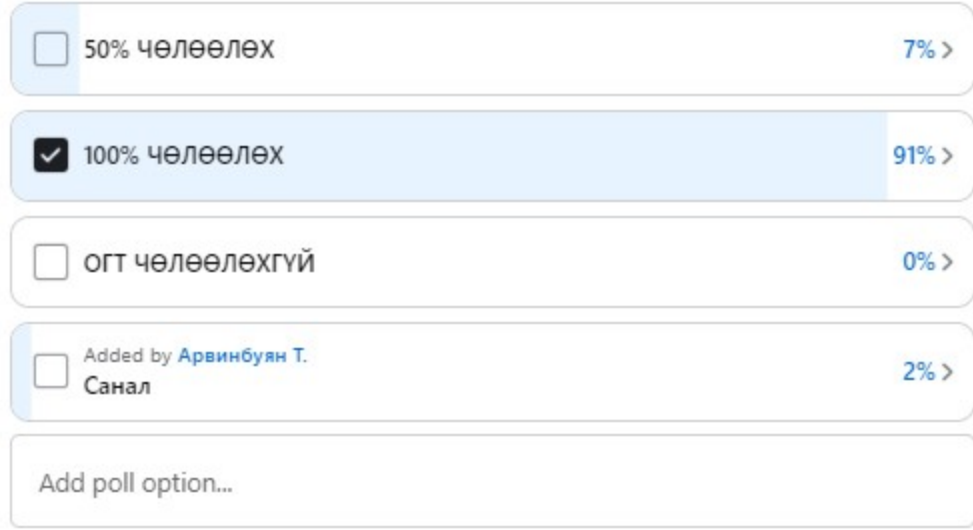 50% ЧӨЛӨӨЛӨХ
7%
100% ЧӨЛӨӨЛӨХ
91%
ОГТ ЧӨЛӨӨЛӨХГҮЙ
0%
Added by Арвинбуян Т.
Санал
2%
Add poll option...